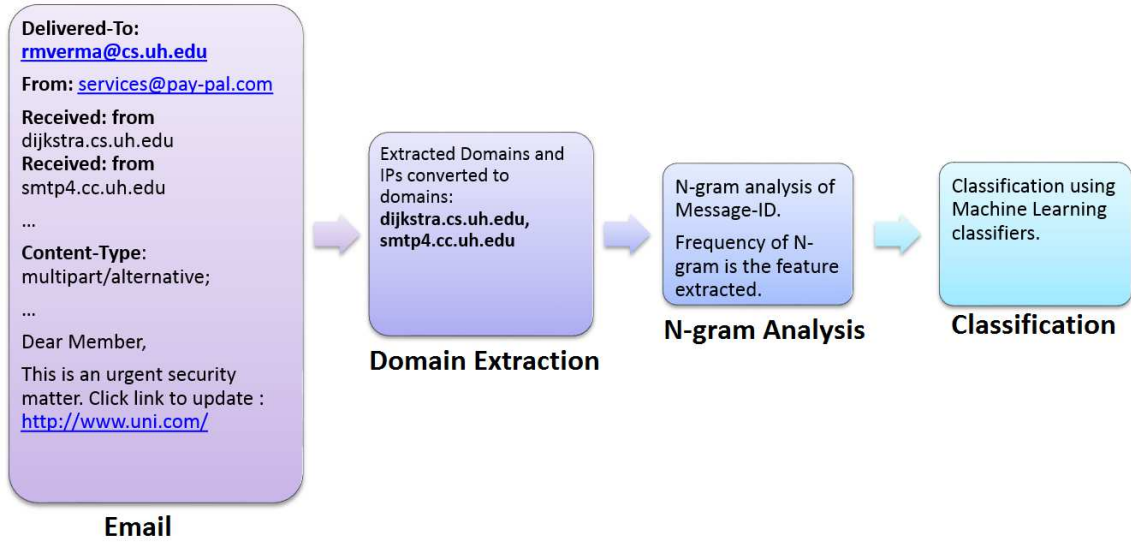 Delivered-To:
rmverma@cs.uh.edu
From: services@pay-pal.com
Received: from
dijkstra.cs.uh.edu
Received: from
smtp4.cc.uh.edu
...
Content-Type:
multipart/alternative;
...
Dear Member,
This is an urgent security
matter. Click link to update :
http://www.uni.com/
Email
Extracted Domains and
IPs converted to
domains:
dijkstra.cs.uh.edu,
smtp4.cc.uh.edu
Domain Extraction
N-gram analysis of
Message-ID.
Frequency of N-
gram is the feature
extracted.
N-gram Analysis
Classification using
Machine Learning
classifiers.
Classification